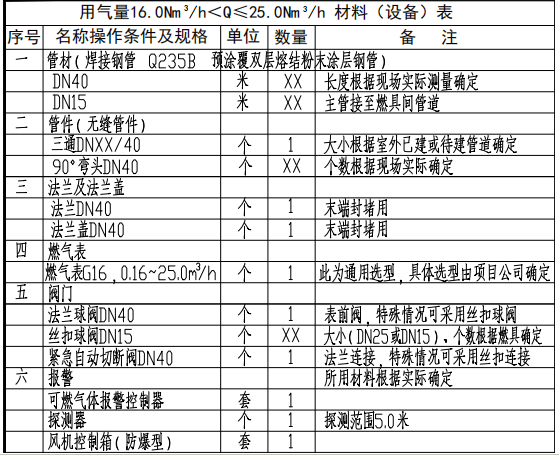 用气量16.0Nm³/h＜Q≤25.0Nm³/h 材料（设备）表
序号 名称操作条件及规格 单位 数量 备 注
一 管材(焊接钢管 Q235B 预涂覆双层熔结粉末涂层钢管)
DN40 米 XX 长度根据现场实际测量确定
DN15 米 XX 主管接至燃具间管道
二 管件(无缝管件)
三通DNXX/40 个 1 大小根据室外已建或待建管道确定
90°弯头DN40 个 XX 个数根据现场实际确定
三 法兰及法兰盖
法兰DN40 个 1 末端封堵用
法兰盖DN40 个 1 末端封堵用
四 燃气表
燃气表G16,0.16~25.0m³/h 个 1 此为通用选型,具体选型由项目公司确定
五 阀门
法兰球阀DN40 个 1 表前阀,特殊情况可采用丝扣球阀
丝扣球阀DN15 个 XX 大小(DN25或DN15)、个数根据燃具确定
紧急自动切断阀DN40 个 1 法兰连接,特殊情况可采用丝扣连接
六 报警 所用材料根据实际确定
可燃气体报警控制器 套 1
探测器 个 1 探测范围5.0米
风机控制箱(防爆型) 套 1